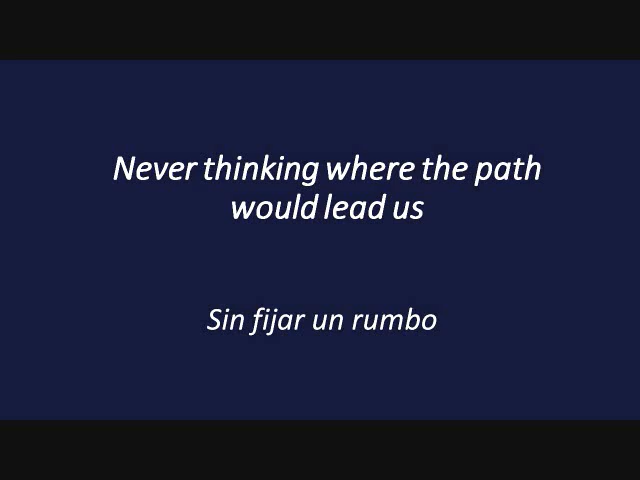 Never thinking where the path
would lead us
Sin fijar un rumbo